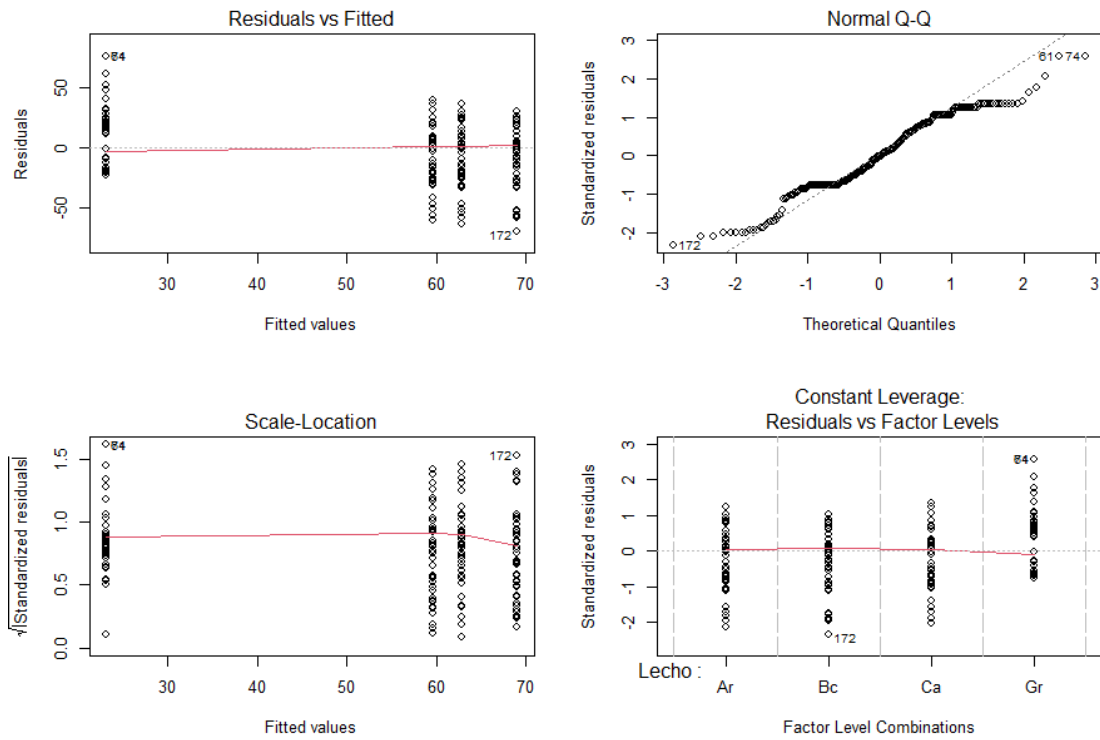 Residuals vs Fitted
Residuals
50
0
-50
172
30
40
50
60
70
Fitted values
Normal Q-Q
Standardized residuals
3
2
1
0
-1
-2
61
74
172
-3
-2
-1
0
1
2
3
Theoretical Quantiles
Scale-Location
√|Standardized residuals|
1.5
1.0
0.5
0.0
172
30
40
50
60
70
Fitted values
Constant Leverage:
Residuals vs Factor Levels
Standardized residuals
3
2
1
0
-1
-2
172
Lecho :
Ar
Bc
Ca
Gr
Factor Level Combinations